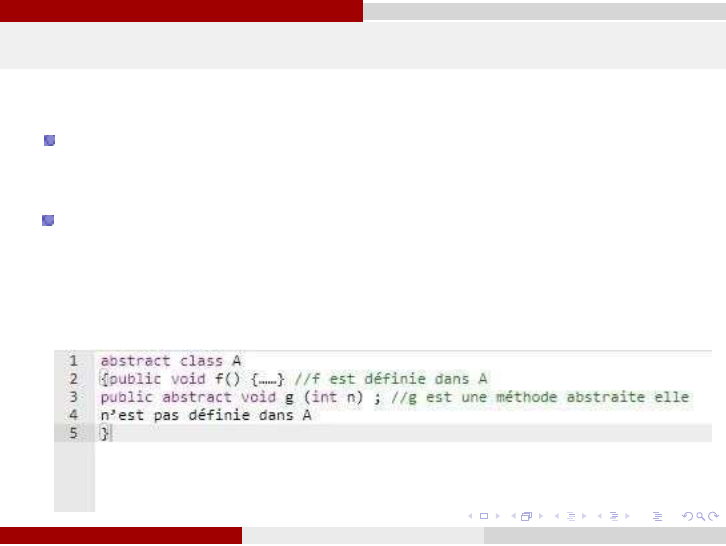 1 abstract class A
2 {public void f() {……} //f est définie dans A
3 public abstract void g (int n) ; //g est une méthode abstraite elle
4 n’est pas définie dans A
5 }